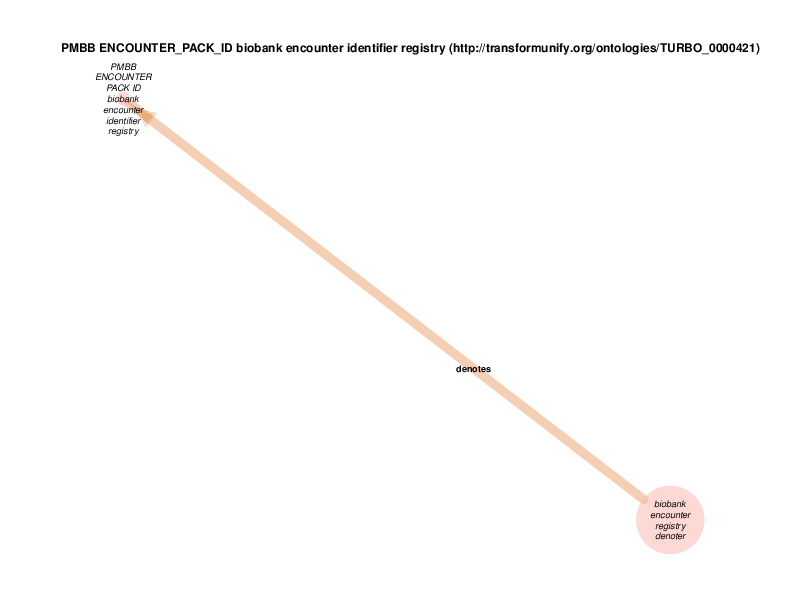 PMBB ENCOUNTER_PACK_ID biobank encounter identifier registry (http://transformunify.org/ontologies/TURBO_0000421)
PMBB
ENCOUNTER
PACK ID
biobank
encounter
identifier
registry
denotes
biobank
encounter
registry
denoter